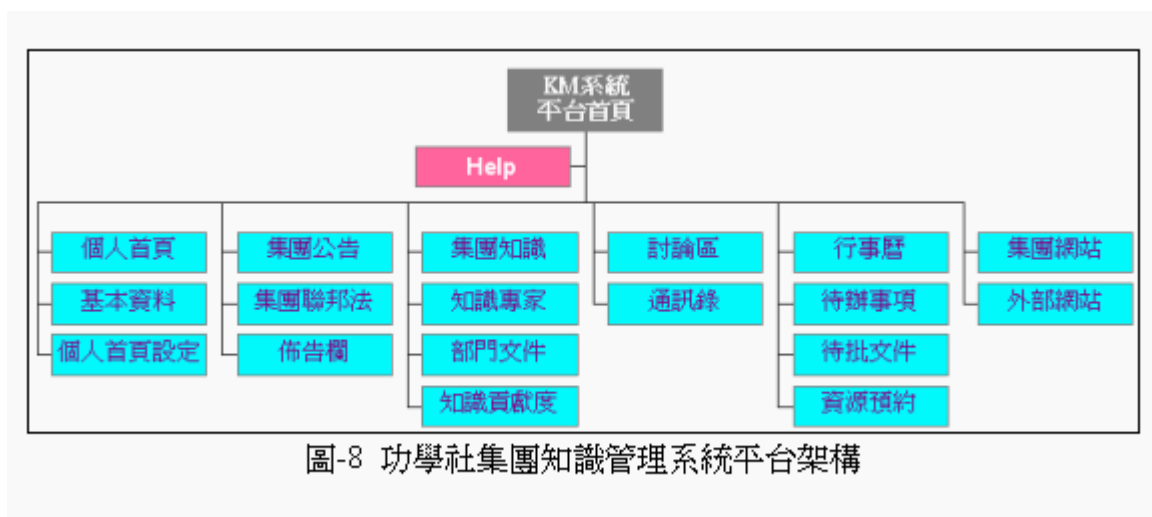 KM系統
平台首頁
Help
個人首頁
基本資料
個人首頁設定
集團公告
集團聯邦法
佈告欄
集團知識
知識專家
部門文件
知識貢獻度
討論區
通訊錄
行事曆
待辦事項
待批文件
資源預約
集團網站
外部網站
圖-8 功學社集團知識管理系統平台架構